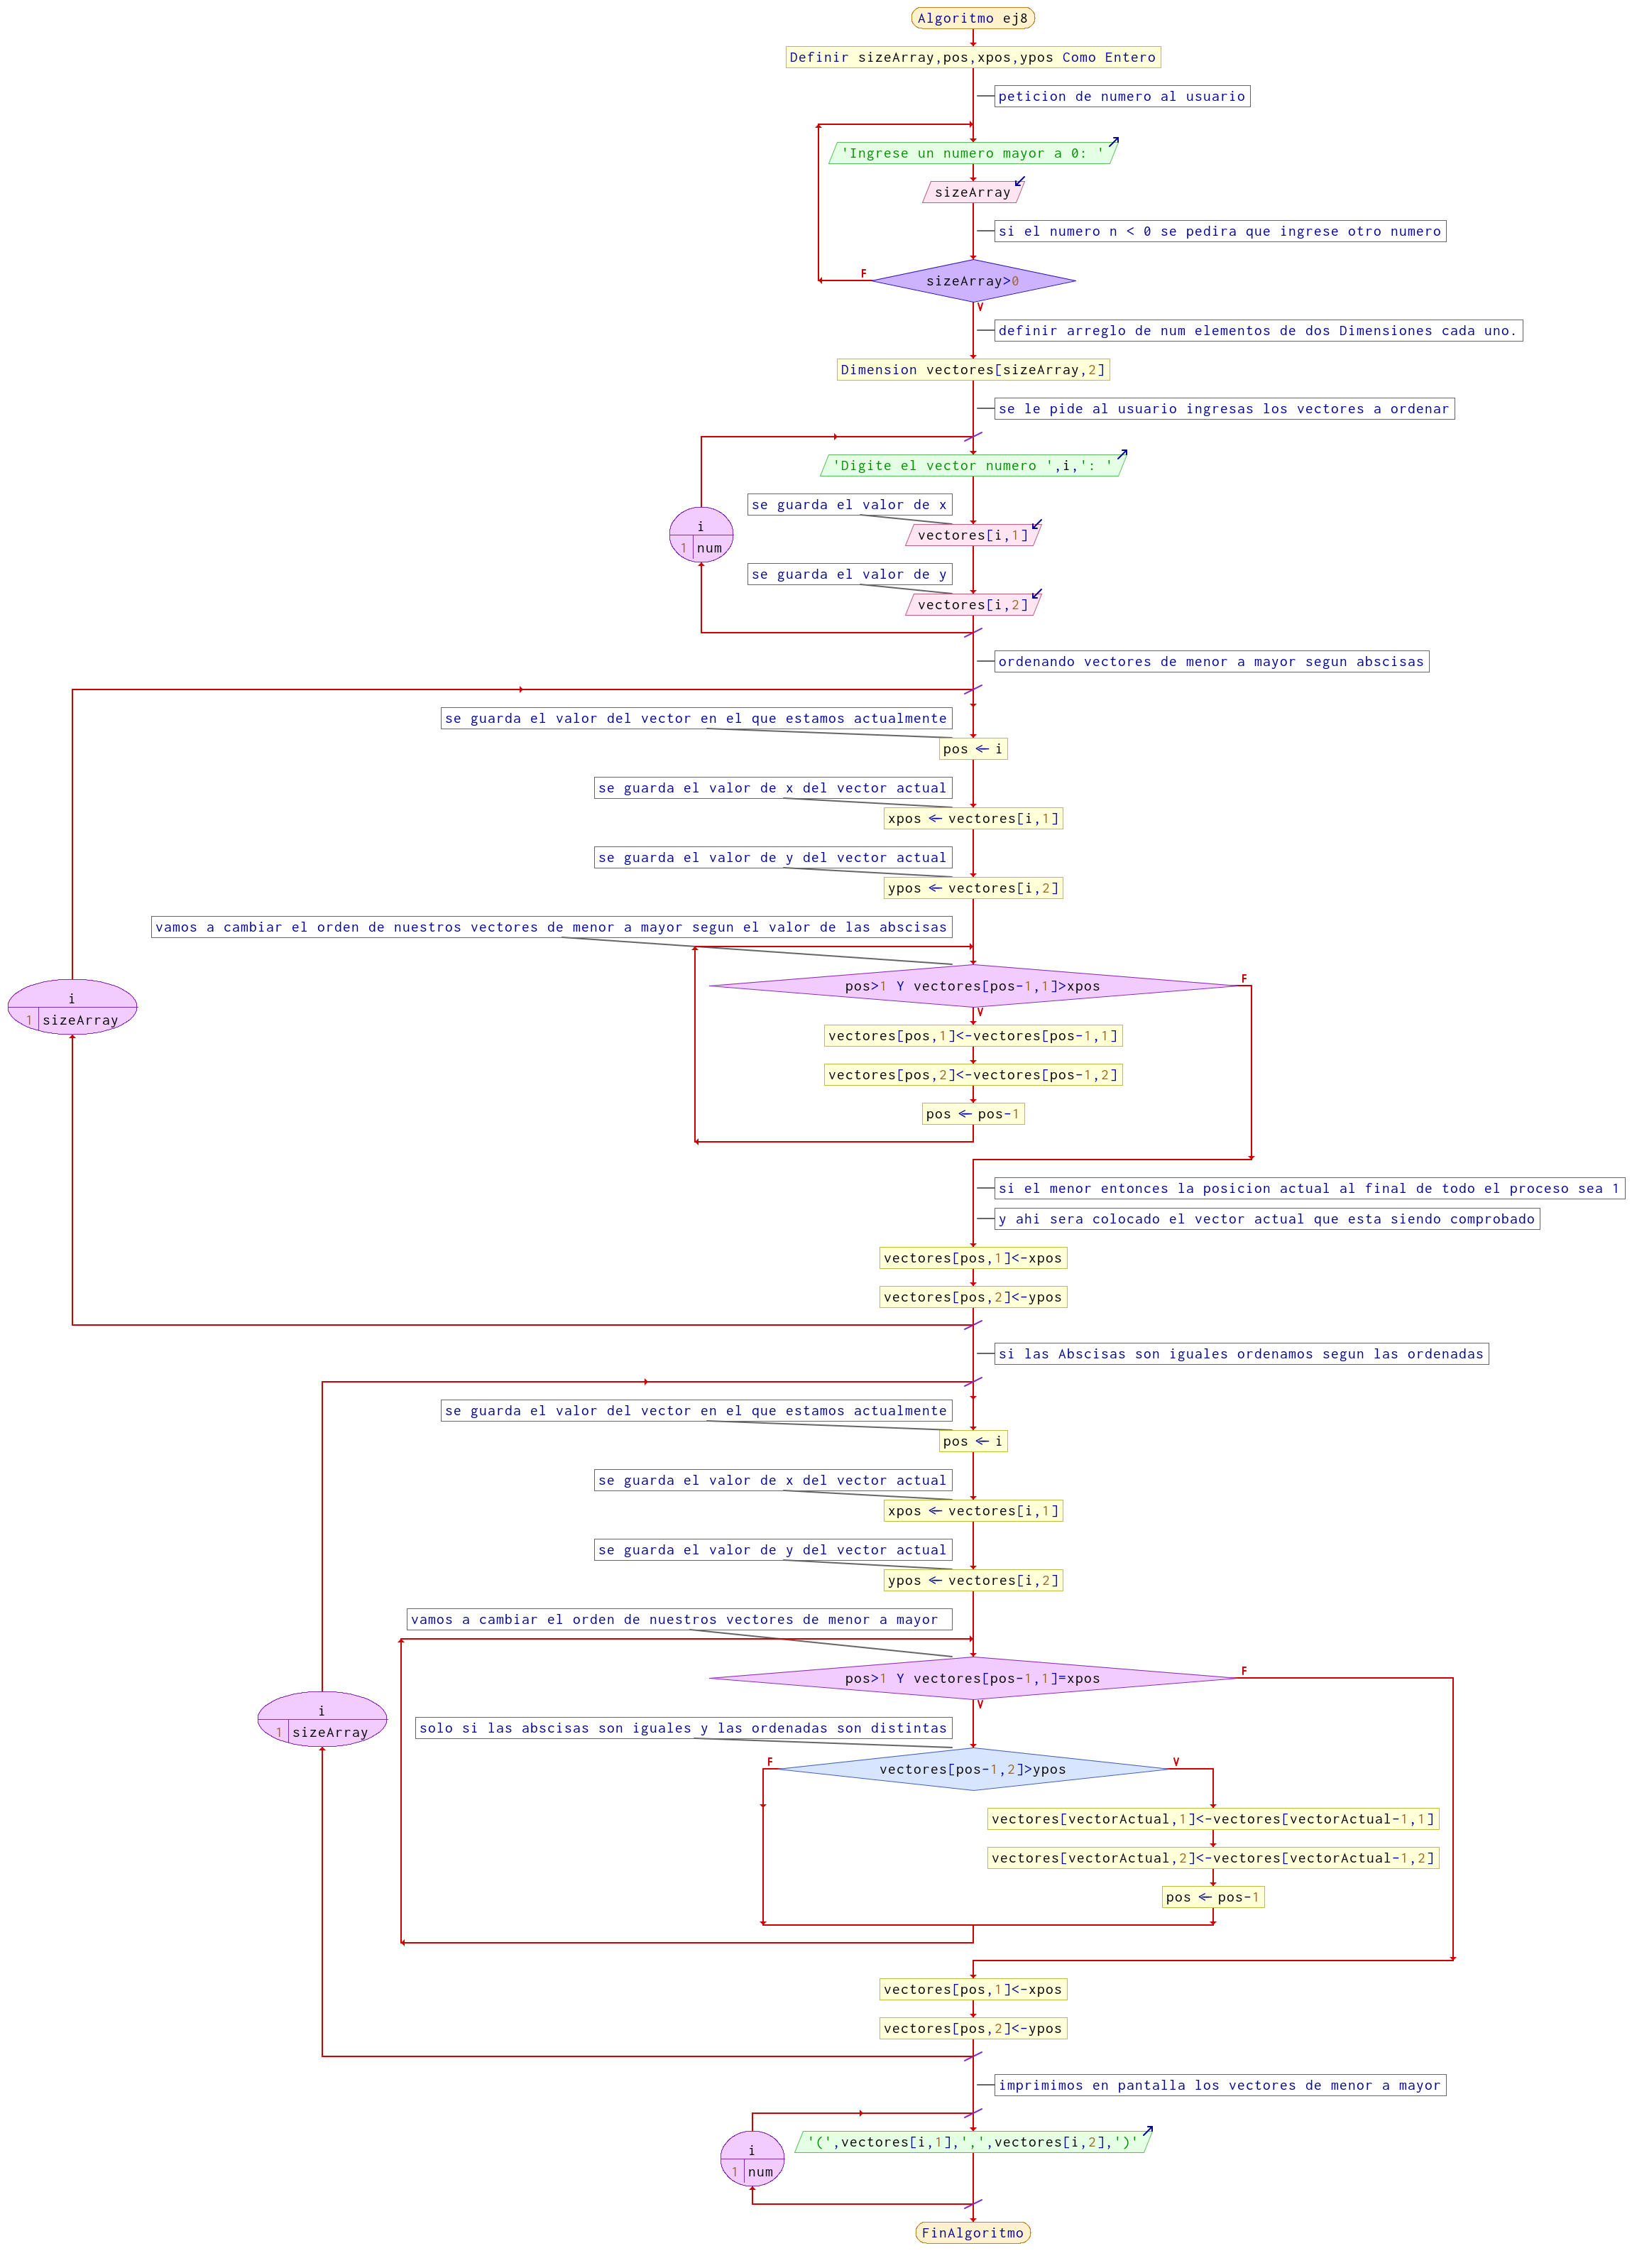 Algoritmo ej8
Definir sizeArray,pos,xpos,ypos Como Entero
peticion de numero al usuario
'Ingrese un numero mayor a 0: '
sizeArray
si el numero n < 0 se pedira que ingrese otro numero
F
sizeArray>0
V
definir arreglo de num elementos de dos Dimensiones cada uno.
Dimension vectores[sizeArray,2]
se le pide al usuario ingresas los vectores a ordenar
'Digite el vector numero ',i,': '
se guarda el valor de x
i
1 num
vectores[i,1]
se guarda el valor de y
vectores[i,2]
ordenando vectores de menor a mayor segun abscisas
se guarda el valor del vector en el que estamos actualmente
pos ← i
se guarda el valor de x del vector actual
xpos ← vectores[i,1]
se guarda el valor de y del vector actual
ypos ← vectores[i,2]
vamos a cambiar el orden de nuestros vectores de menor a mayor segun el valor de las abscisas
F
pos>1 Y vectores[pos-1,1]>xpos
i
1 sizeArray
V
vectores[pos,1]<-vectores[pos-1,1]
vectores[pos,2]<-vectores[pos-1,2]
pos ← pos-1
si el menor entonces la posicion actual al final de todo el proceso sea 1
y ahi sera colocado el vector actual que esta siendo comprobado
vectores[pos,1]<-xpos
vectores[pos,2]<-ypos
si las Abscisas son iguales ordenamos segun las ordenadas
se guarda el valor del vector en el que estamos actualmente
pos ← i
se guarda el valor de x del vector actual
xpos ← vectores[i,1]
se guarda el valor de y del vector actual
ypos ← vectores[i,2]
vamos a cambiar el orden de nuestros vectores de menor a mayor
F
pos>1 Y vectores[pos-1,1]=xpos
V
i
1 sizeArray
solo si las abscisas son iguales y las ordenadas son distintas
F
V
vectores[pos-1,2]>ypos
vectores[vectorActual,1]<-vectores[vectorActual-1,1]
vectores[vectorActual,2]<-vectores[vectorActual-1,2]
pos ← pos-1
vectores[pos,1]<-xpos
vectores[pos,2]<-ypos
imprimimos en pantalla los vectores de menor a mayor
'(',vectores[i,1],',',vectores[i,2],')'
i
1 num
FinAlgoritmo